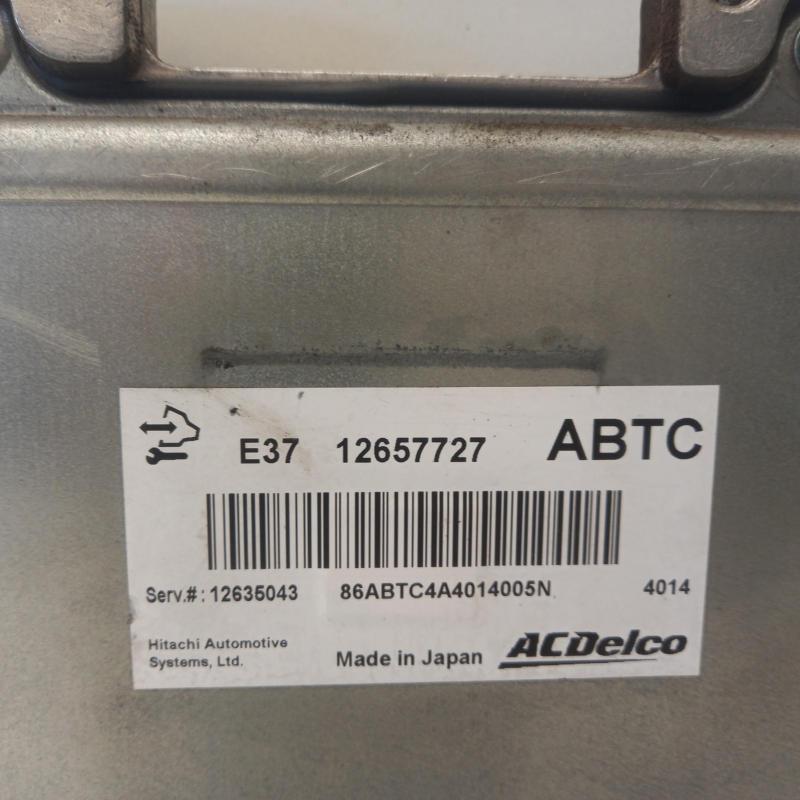 E37 12657727 ABTC
Serv.#: 12635043 86ABTC4A4014005N 4014
Hitachi Automotive
Systems, Ltd.
Made in Japan ACDelco